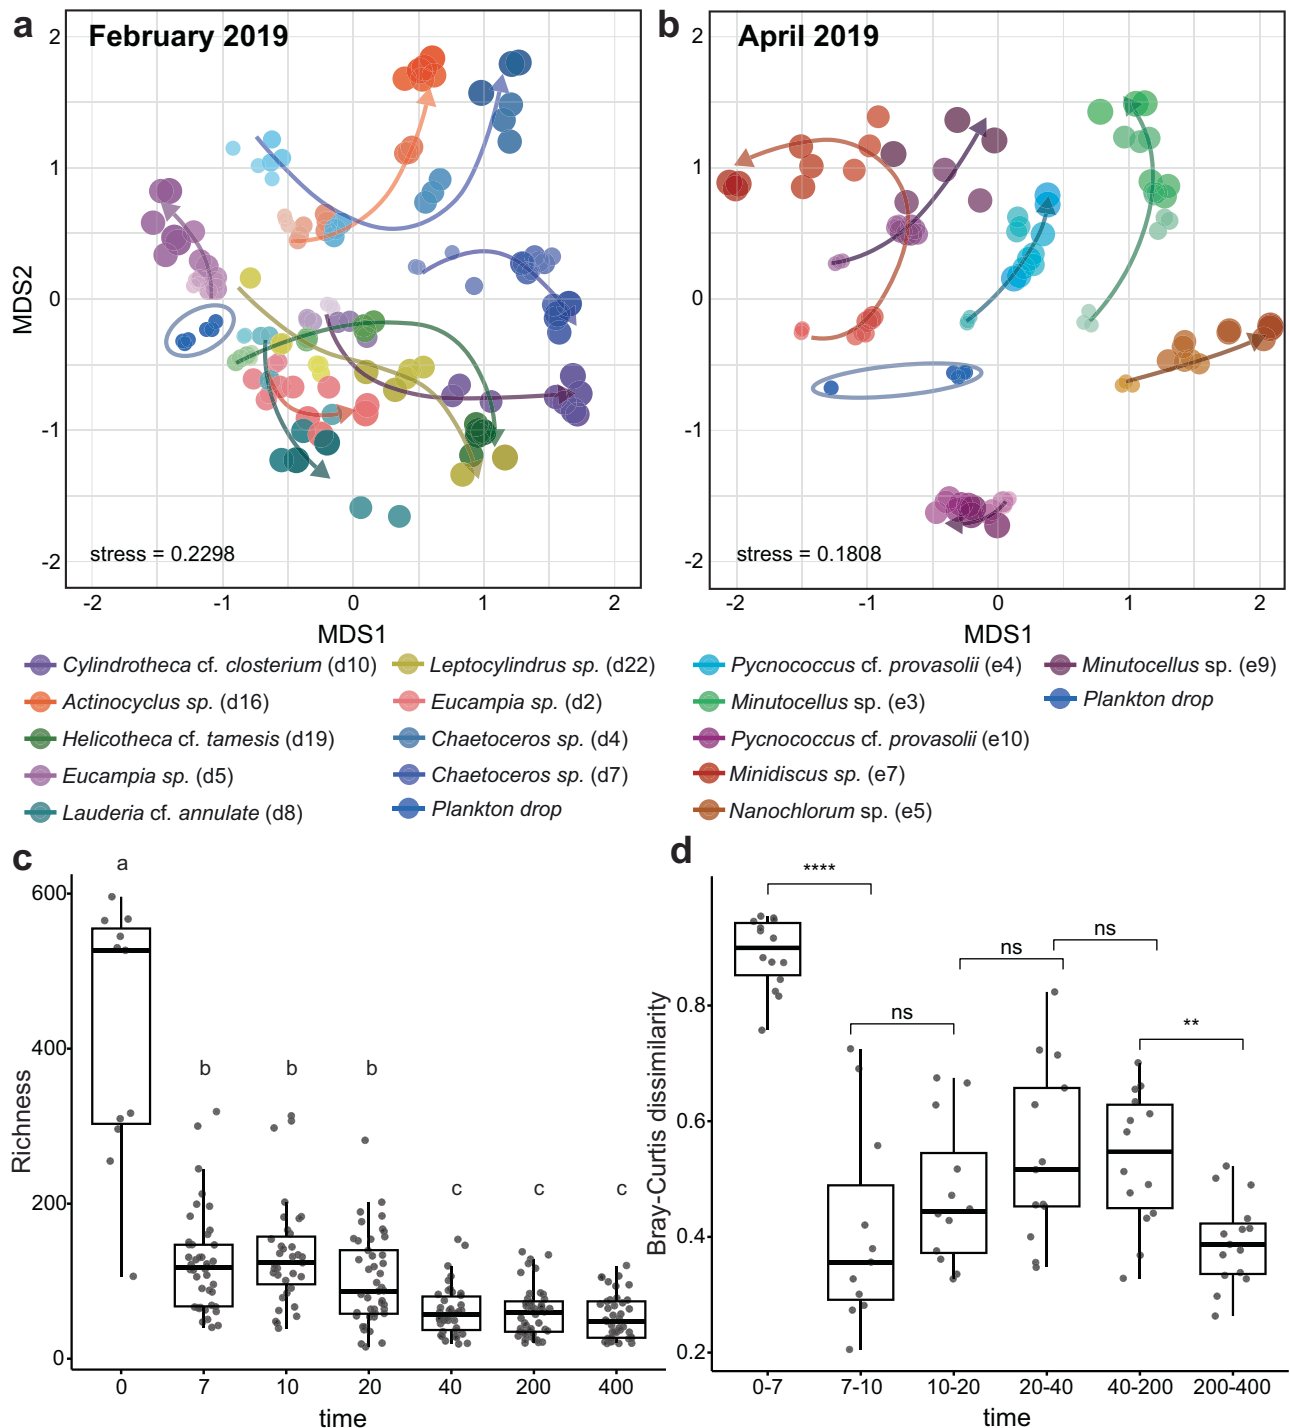 a
February 2019
2
1
0
-1
-2
MDS2
stress = 0.2298
-2 -1 0 1 2
MDS1
b
April 2019
2
1
0
-1
-2
stress = 0.1808
-2 -1 0 1 2
MDS1
Cylindrotheca cf. closterium (d10)
Actinocyclus sp. (d16)
Helicotheca cf. tamesis (d19)
Eucampia sp. (d5)
Lauderia cf. annulate (d8)
Leptocylindrus sp. (d22)
Eucampia sp. (d2)
Chaetoceros sp. (d4)
Chaetoceros sp. (d7)
Plankton drop
Pycnococcus cf. provasolii (e4)
Minutocellus sp. (e3)
Pycnococcus cf. provasolii (e10)
Minidiscus sp. (e7)
Nanochlorum sp. (e5)
Minutocellus sp. (e9)
Plankton drop
c
a
b b b
c c c
600
400
200
0
Richness
0 7 10 20 40 200 400
time
d
****
ns
ns
ns
**
0.8
0.6
0.4
0.2
Bray-Curtis dissimilarity
0-7 7-10 10-20 20-40 40-200 200-400
time